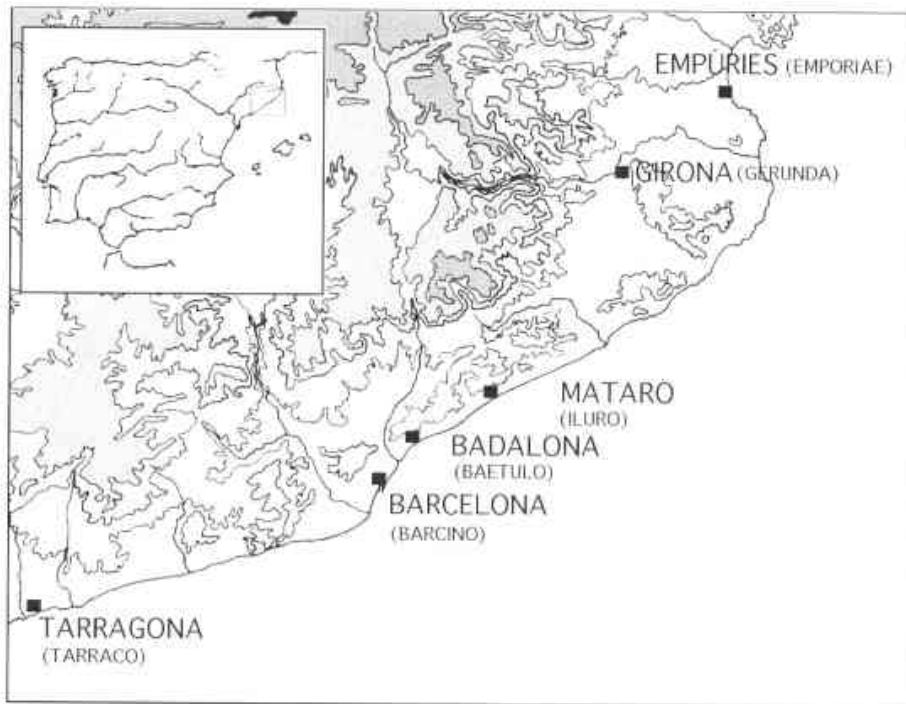 EMPÚRIES (EMPORIAE)
GIRONA (GERUNDA)
MATARO
(ILURO)
BADALONA
(BAETULO)
BARCELONA
(BARCINO)
TARRAGONA
(TARRACO)